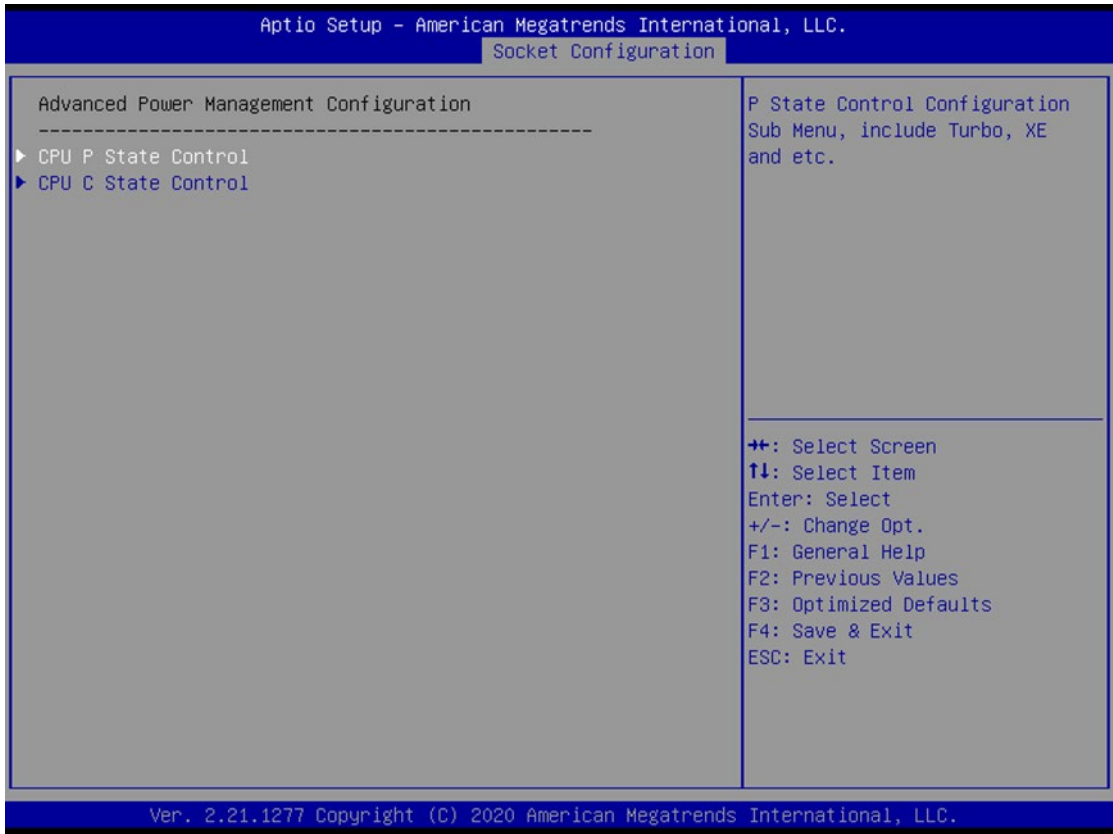 Aptio Setup – American Megatrends International, LLC.
Socket Configuration
Advanced Power Management Configuration
--------------------------------------------------
CPU P State Control
CPU C State Control
P State Control Configuration
Sub Menu, include Turbo, XE
and etc.
→←: Select Screen
↑↓: Select Item
Enter: Select
+/-: Change Opt.
F1: General Help
F2: Previous Values
F3: Optimized Defaults
F4: Save & Exit
ESC: Exit
Ver. 2.21.1277 Copyright (C) 2020 American Megatrends International, LLC.